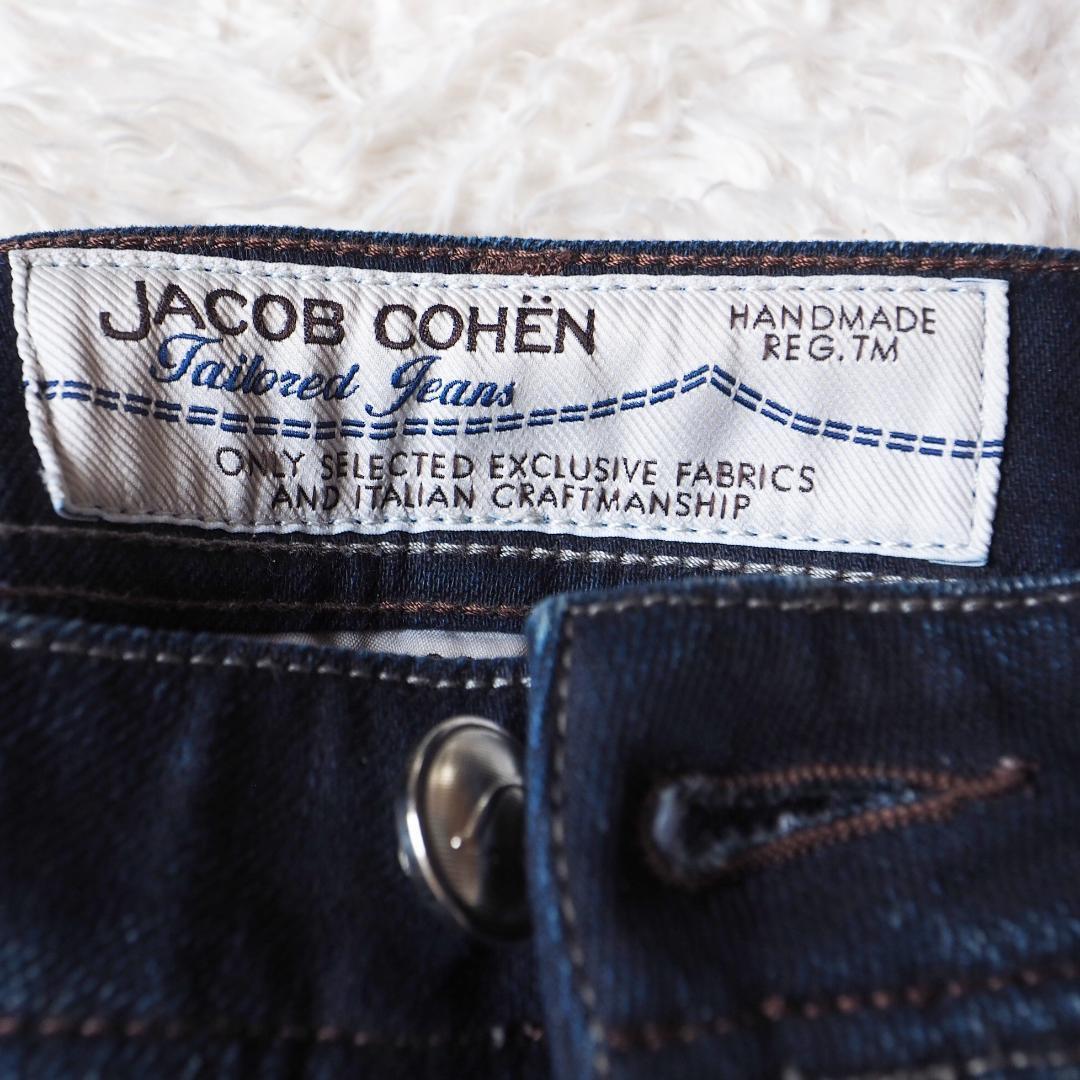 JACOB COHËN
Tailored Jeans
HANDMADE
REG.TM
ONLY SELECTED EXCLUSIVE FABRICS
AND ITALIAN CRAFTMANSHIP